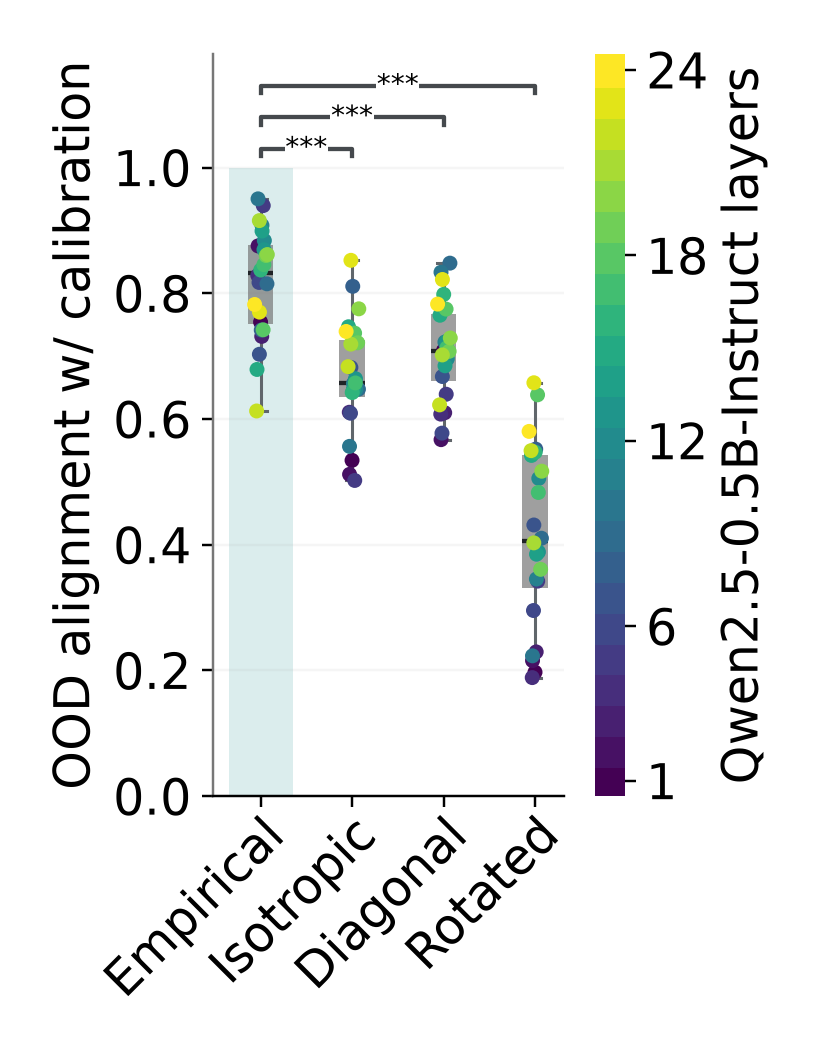 OOD alignment w/ calibration
***
***
***
1.0
0.8
0.6
0.4
0.2
0.0
Empirical
Isotropic
Diagonal
Rotated
24
18
12
6
1
Qwen2.5-0.5B-Instruct layers